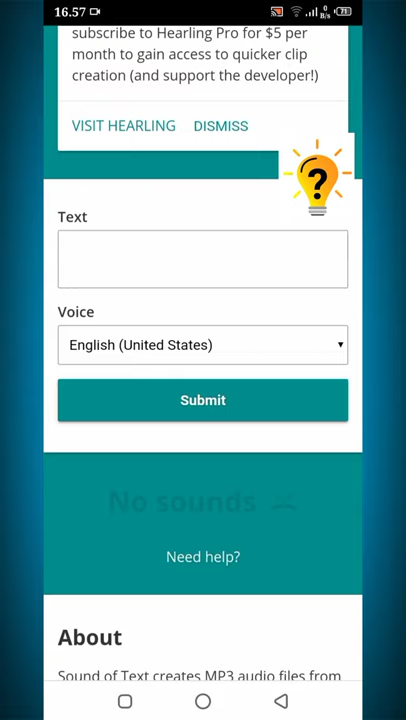 16.57
0
B/s
71
subscribe to Hearling Pro for $5 per
month to gain access to quicker clip
creation (and support the developer!)
VISIT HEARLING DISMISS
?
Text
Voice
English (United States)
Submit
No sounds
Need help?
About
Sound of Text creates MP3 audio files from